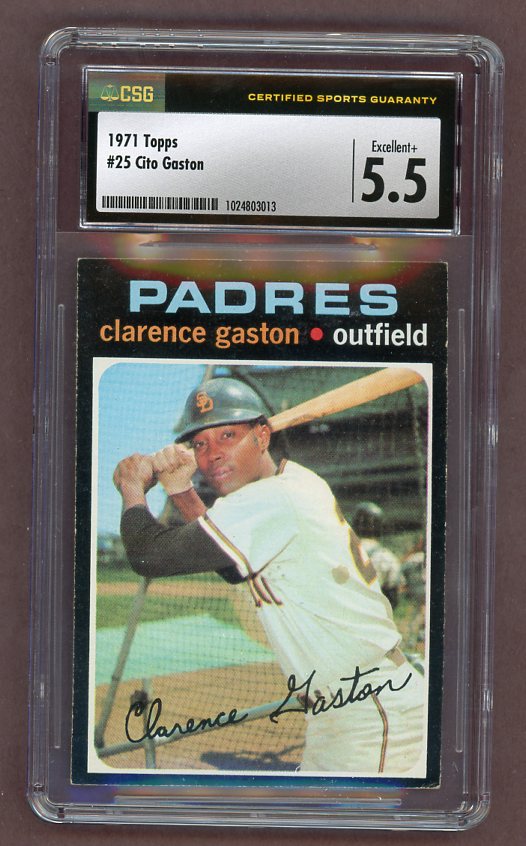 CSG
CERTIFIED SPORTS GUARANTY
1971 Topps
#25 Cito Gaston
Excellent+
5.5
1024803013
PADRES
clarence gaston • outfield
SD
Clarence Gaston